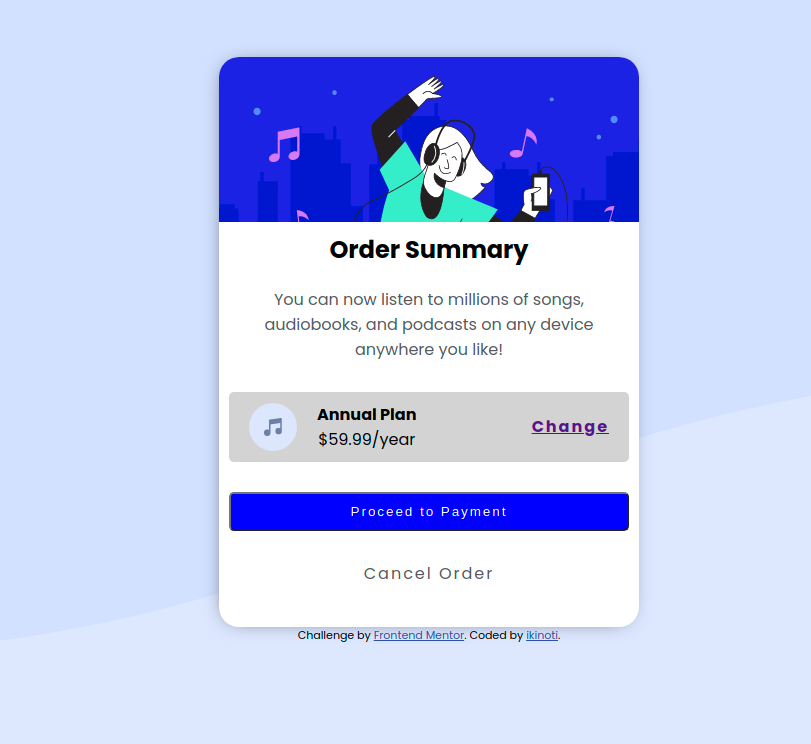 Order Summary
You can now listen to millions of songs,
audiobooks, and podcasts on any device
anywhere you like!
Annual Plan
$59.99/year
Change
Proceed to Payment
Cancel Order
Challenge by Frontend Mentor. Coded by ikinoti.